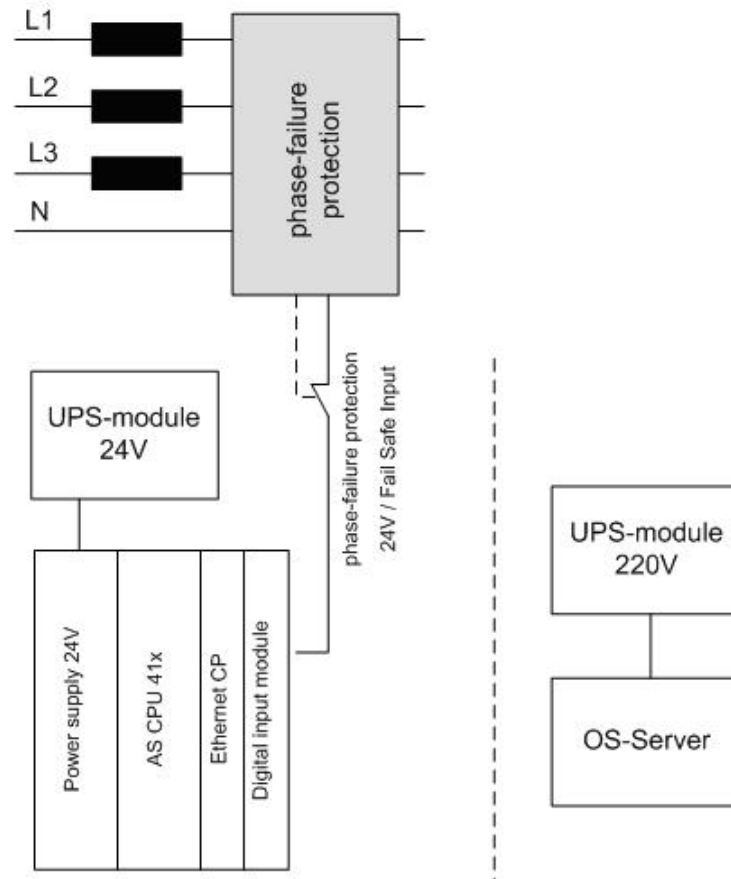 L1
L2
L3
N
phase-failure
protection
phase-failure protection
24V / Fail Safe Input
UPS-module
24V
Power supply 24V
AS CPU 41x
Ethernet CP
Digital input module
UPS-module
220V
OS-Server